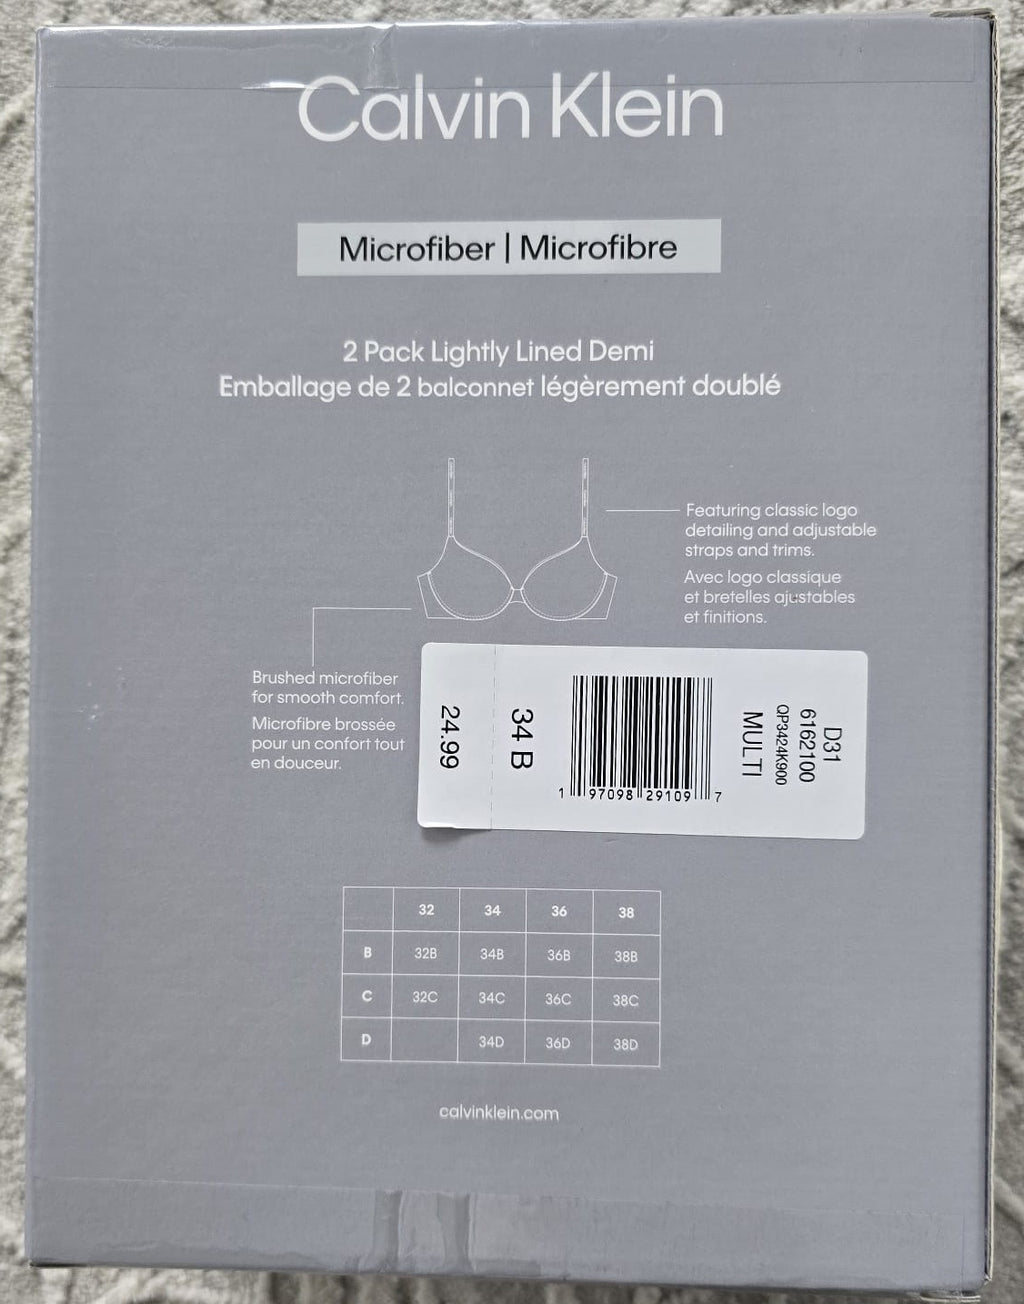 Calvin Klein
Microfiber | Microfibre
2 Pack Lightly Lined Demi
Emballage de 2 balconnet légèrement doublé
Featuring classic logo
detailing and adjustable
straps and trims.
Avec logo classique
et bretelles ajustables
et finitions.
Brushed microfiber
for smooth comfort.
Microfibre brossée
pour un confort tout
en douceur.
D31
6162100
QP3424K900
MULTI
1 97098 29109 7
34 B
24.99
32 34 36 38
B 32B 34B 36B 38B
C 32C 34C 36C 38C
D 34D 36D 38D
calvinklein.com